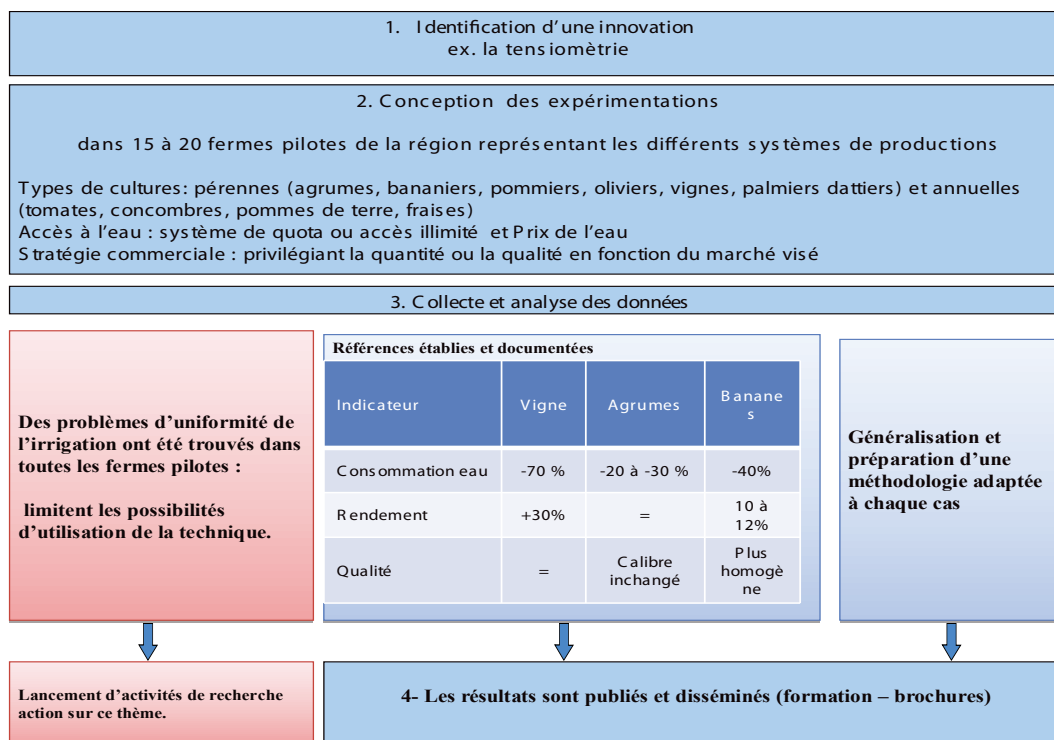 1. Identification d'une innovation
ex. la tensiomètrie
2. Conception des expérimentations
dans 15 à 20 fermes pilotes de la région représentant les différents systèmes de productions
Types de cultures: pérennes (agrumes, bananiers, pommiers, oliviers, vignes, palmiers dattiers) et annuelles
(tomates, concombres, pommes de terre, fraises)
Accès à l'eau : système de quota ou accès illimité et Prix de l'eau
Stratégie commerciale : privilégiant la quantité ou la qualité en fonction du marché visé
3. Collecte et analyse des données
Des problèmes d'uniformité de
l'irrigation ont été trouvés dans
toutes les fermes pilotes :
limitent les possibilités
d'utilisation de la technique.
Références établies et documentées
Indicateur Vigne Agrumes Banane
s
Consommation eau -70 % -20 à -30 % -40%
Rendement +30% = 10 à
12%
Qualité = Calibre
inchangé
Plus
homogè
ne
Généralisation et
préparation d'une
méthodologie adaptée
à chaque cas
Lancement d'activités de recherche
action sur ce thème.
4- Les résultats sont publiés et disséminés (formation – brochures)